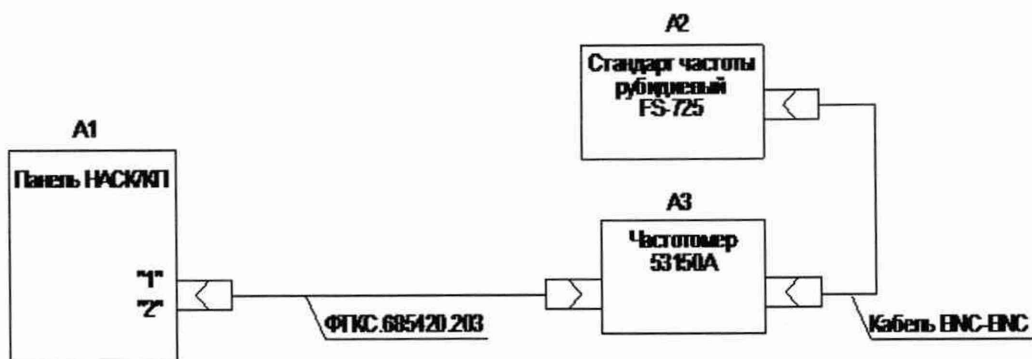 A2
Стандарт частоты
рубидиевый
FS-725
A1
Панель НАСК/КП
A3
Частотомер
53150A
"1"
"2"
ФТКС.685420.203
Кабель BNC-BNC